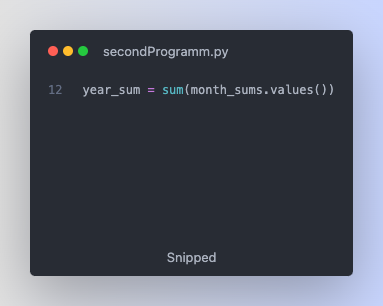 secondProgramm.py
12 year_sum = sum(month_sums.values())
Snipped